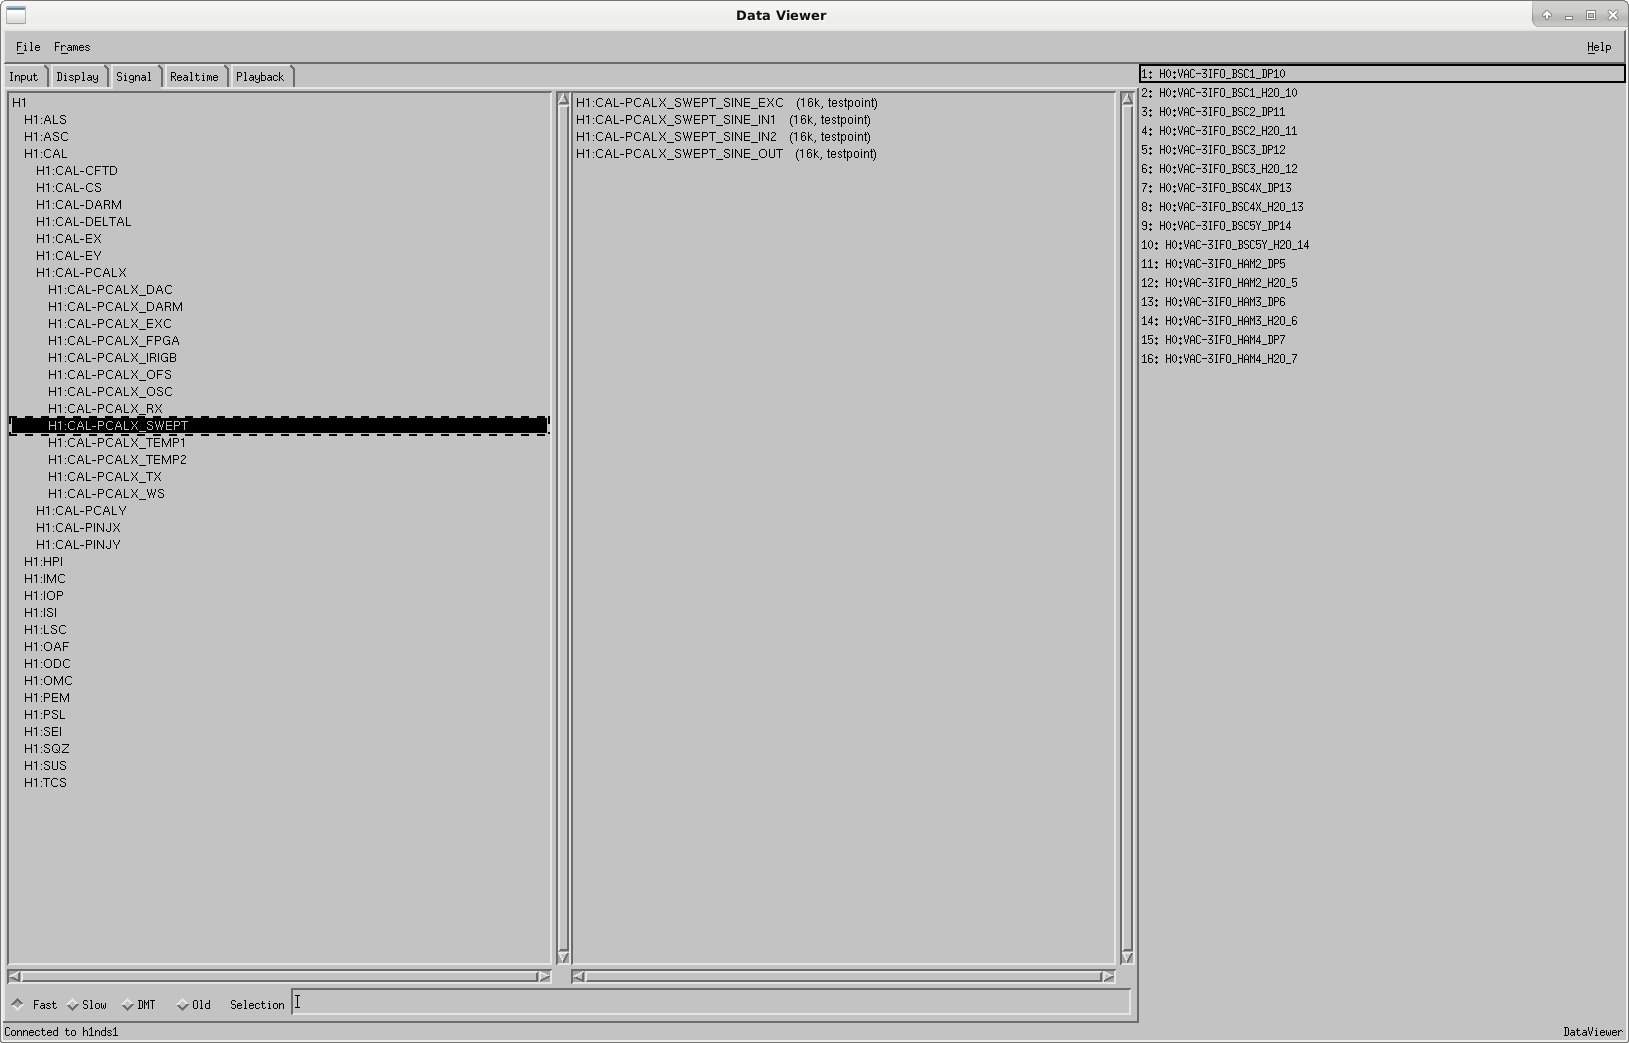 Data Viewer
File Frames Help
Input Display Signal Realtime Playback
H1
H1:ALS
H1:ASC
H1:CAL
H1:CAL-CFTD
H1:CAL-CS
H1:CAL-DARM
H1:CAL-DELTAL
H1:CAL-EX
H1:CAL-EY
H1:CAL-PCALX
H1:CAL-PCALX_DAC
H1:CAL-PCALX_DARM
H1:CAL-PCALX_EXC
H1:CAL-PCALX_FPGA
H1:CAL-PCALX_IRIGB
H1:CAL-PCALX_OFS
H1:CAL-PCALX_OSC
H1:CAL-PCALX_RX
H1:CAL-PCALX_SWEPT
H1:CAL-PCALX_TEMP1
H1:CAL-PCALX_TEMP2
H1:CAL-PCALX_TX
H1:CAL-PCALX_WS
H1:CAL-PCALY
H1:CAL-PINJX
H1:CAL-PINJY
H1:HPI
H1:IMC
H1:IOP
H1:ISI
H1:LSC
H1:OAF
H1:ODC
H1:OMC
H1:PEM
H1:PSL
H1:SEI
H1:SQZ
H1:SUS
H1:TCS
H1:CAL-PCALX_SWEPT_SINE_EXC (16k, testpoint)
H1:CAL-PCALX_SWEPT_SINE_IN1 (16k, testpoint)
H1:CAL-PCALX_SWEPT_SINE_IN2 (16k, testpoint)
H1:CAL-PCALX_SWEPT_SINE_OUT (16k, testpoint)
1: H0:VAC-3IFO_BSC1_DP10
2: H0:VAC-3IFO_BSC1_H2O_10
3: H0:VAC-3IFO_BSC2_DP11
4: H0:VAC-3IFO_BSC2_H2O_11
5: H0:VAC-3IFO_BSC3_DP12
6: H0:VAC-3IFO_BSC3_H2O_12
7: H0:VAC-3IFO_BSC4X_DP13
8: H0:VAC-3IFO_BSC4X_H2O_13
9: H0:VAC-3IFO_BSC5Y_DP14
10: H0:VAC-3IFO_BSC5Y_H2O_14
11: H0:VAC-3IFO_HAM2_DP5
12: H0:VAC-3IFO_HAM2_H2O_5
13: H0:VAC-3IFO_HAM3_DP6
14: H0:VAC-3IFO_HAM3_H2O_6
15: H0:VAC-3IFO_HAM4_DP7
16: H0:VAC-3IFO_HAM4_H2O_7
Fast Slow DMT Old Selection
Connected to h1nds1 DataViewer